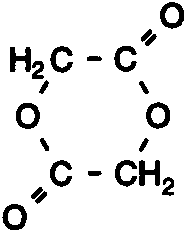 O
H₂C - C
O O
C - CH₂
O